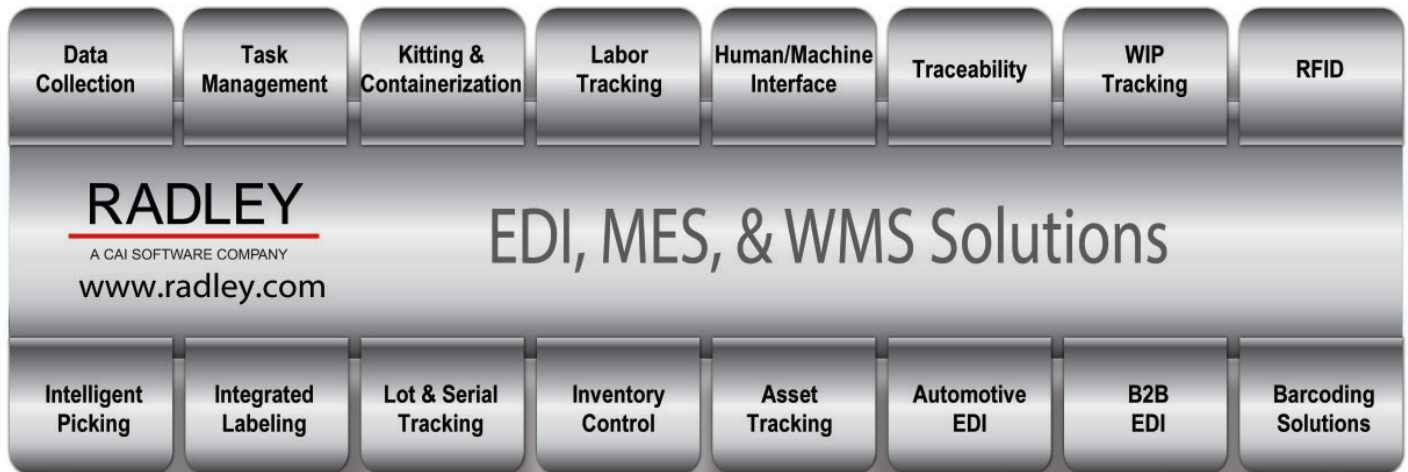 Data
Collection
Task
Management
Kitting &
Containerization
Labor
Tracking
Human/Machine
Interface
Traceability
WIP
Tracking
RFID
RADLEY
A CAI SOFTWARE COMPANY
www.radley.com
EDI, MES, & WMS Solutions
Intelligent
Picking
Integrated
Labeling
Lot & Serial
Tracking
Inventory
Control
Asset
Tracking
Automotive
EDI
B2B
EDI
Barcoding
Solutions